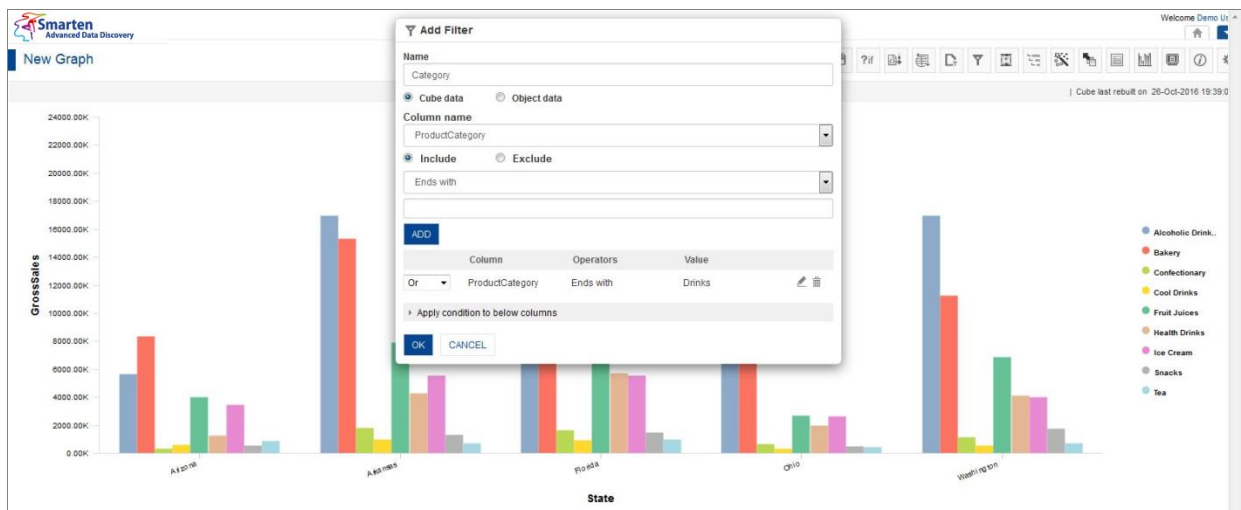 Smarten
Advanced Data Discovery
Welcome Demo Us
New Graph
?if
| Cube last rebuilt on 26-Oct-2016 19:39:0
Add Filter
Name
Category
Cube data Object data
Column name
ProductCategory
Include Exclude
Ends with
ADD
Column Operators Value
Or ProductCategory Ends with Drinks
Apply condition to below columns
OK CANCEL
24000.00K
22000.00K
20000.00K
18000.00K
16000.00K
14000.00K
12000.00K
10000.00K
8000.00K
6000.00K
4000.00K
2000.00K
0.00K
GrossSales
Arizona Arkansas Florida Ohio Washington
State
Alcoholic Drink..
Bakery
Confectionary
Cool Drinks
Fruit Juices
Health Drinks
Ice Cream
Snacks
Tea